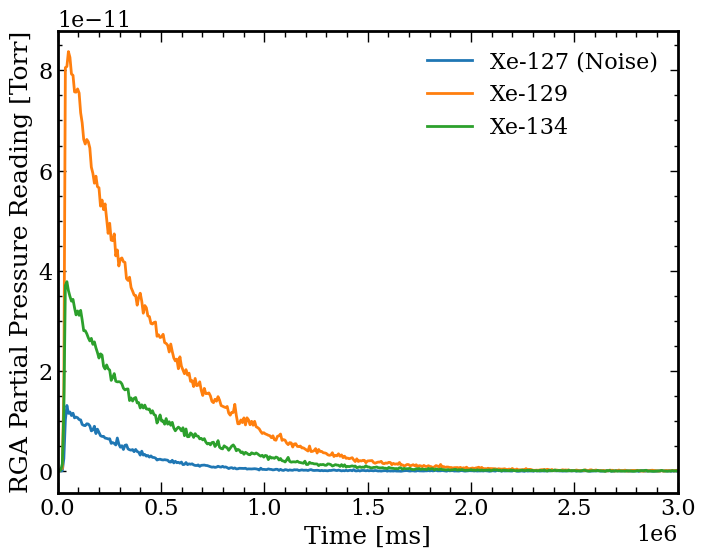 1e−11
RGA Partial Pressure Reading [Torr]
8
6
4
2
0
Xe-127 (Noise)
Xe-129
Xe-134
0.0 0.5 1.0 1.5 2.0 2.5 3.0
Time [ms]
1e6